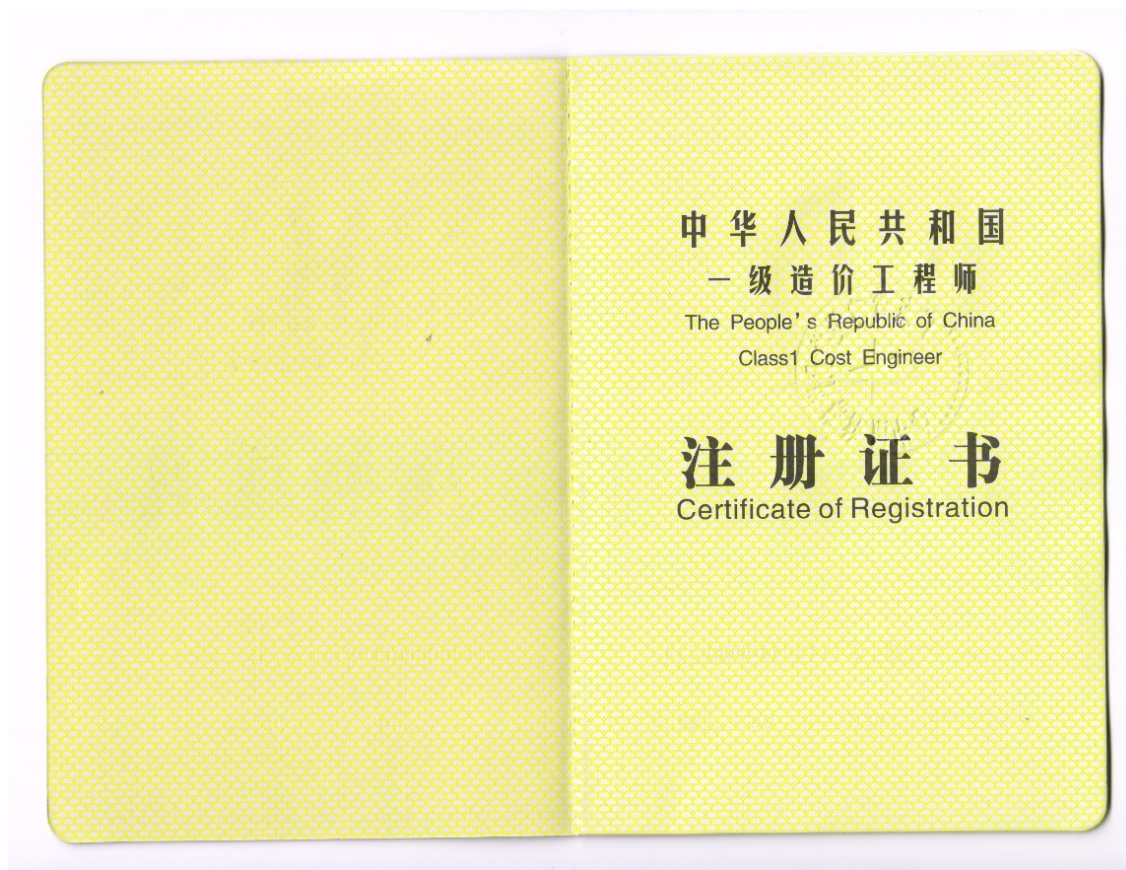 中华人民共和国
一级造价工程师
The People's Republic of China
Class1 Cost Engineer
注册证书
Certificate of Registration